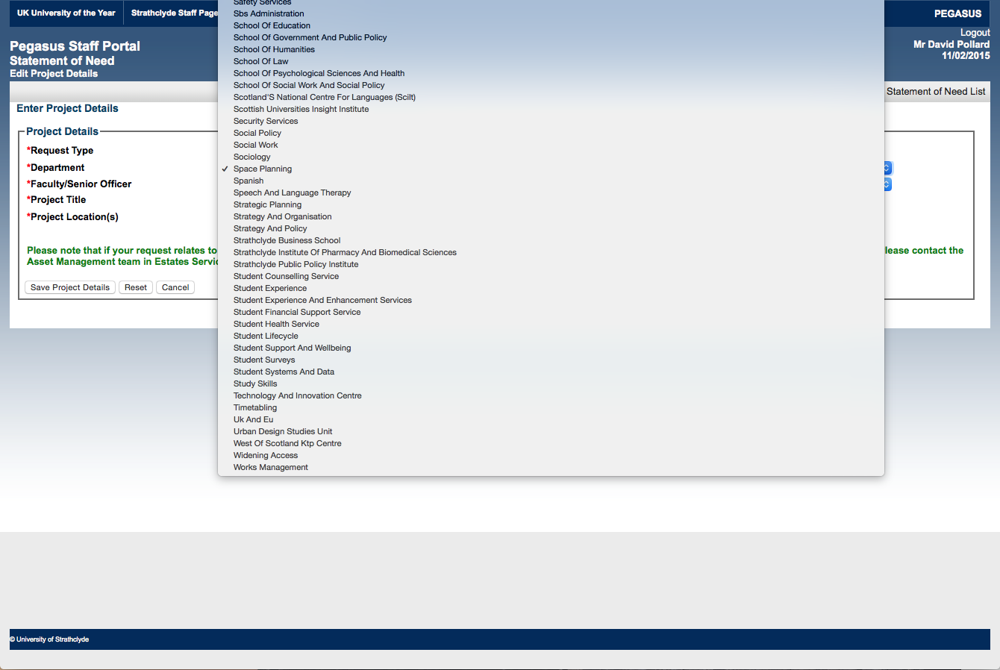 UK University of the Year
Strathclyde Staff Page
PEGASUS
Logout
Mr David Pollard
11/02/2015
Pegasus Staff Portal
Statement of Need
Edit Project Details
Statement of Need List
Enter Project Details
Project Details
*Request Type
*Department
*Faculty/Senior Officer
*Project Title
*Project Location(s)
Please note that if your request relates to
lease contact the
Asset Management team in Estates Servic
Save Project Details
Reset
Cancel
Safety Services
Sbs Administration
School Of Education
School Of Government And Public Policy
School Of Humanities
School Of Law
School Of Psychological Sciences And Health
School Of Social Work And Social Policy
Scotland'S National Centre For Languages (Scilt)
Scottish Universities Insight Institute
Security Services
Social Policy
Social Work
Sociology
✓ Space Planning
Spanish
Speech And Language Therapy
Strategic Planning
Strategy And Organisation
Strategy And Policy
Strathclyde Business School
Strathclyde Institute Of Pharmacy And Biomedical Sciences
Strathclyde Public Policy Institute
Student Counselling Service
Student Experience
Student Experience And Enhancement Services
Student Financial Support Service
Student Health Service
Student Lifecycle
Student Support And Wellbeing
Student Surveys
Student Systems And Data
Study Skills
Technology And Innovation Centre
Timetabling
Uk And Eu
Urban Design Studies Unit
West Of Scotland Ktp Centre
Widening Access
Works Management
© University of Strathclyde